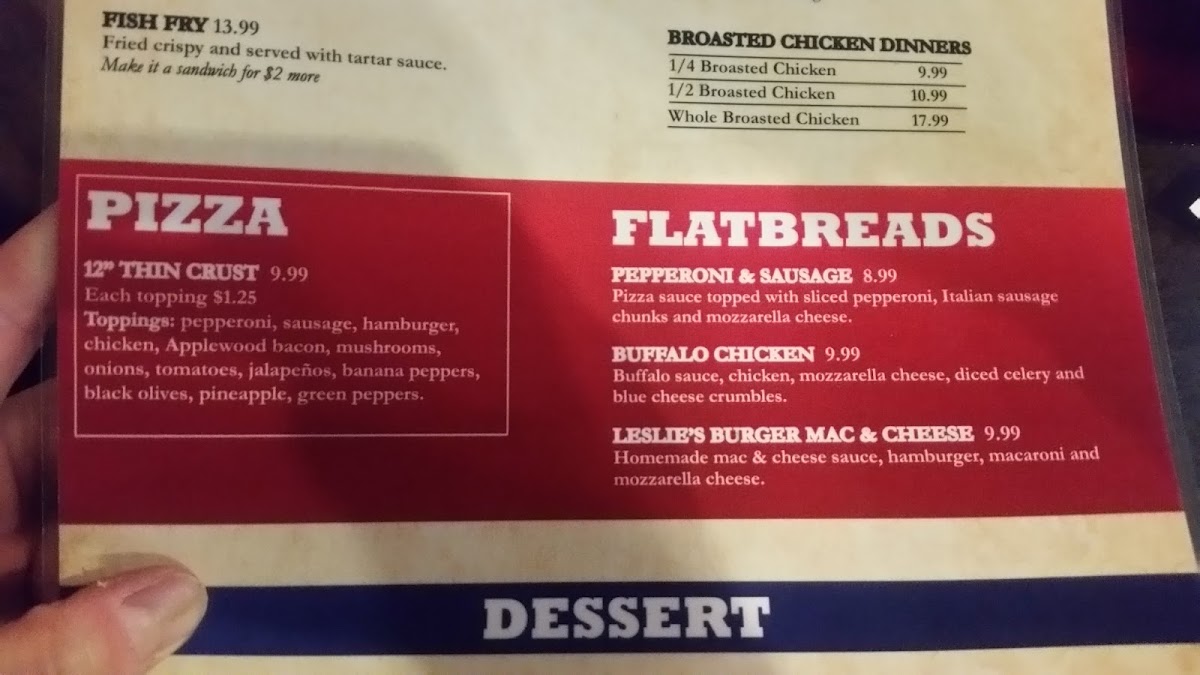 FISH FRY 13.99
Fried crispy and served with tartar sauce.
Make it a sandwich for $2 more
BROASTED CHICKEN DINNERS
1/4 Broasted Chicken 9.99
1/2 Broasted Chicken 10.99
Whole Broasted Chicken 17.99
PIZZA
12” THIN CRUST 9.99
Each topping $1.25
Toppings: pepperoni, sausage, hamburger,
chicken, Applewood bacon, mushrooms,
onions, tomatoes, jalapeños, banana peppers,
black olives, pineapple, green peppers.
FLATBREADS
PEPPERONI & SAUSAGE 8.99
Pizza sauce topped with sliced pepperoni, Italian sausage
chunks and mozzarella cheese.
BUFFALO CHICKEN 9.99
Buffalo sauce, chicken, mozzarella cheese, diced celery and
blue cheese crumbles.
LESLIE’S BURGER MAC & CHEESE 9.99
Homemade mac & cheese sauce, hamburger, macaroni and
mozzarella cheese.
DESSERT